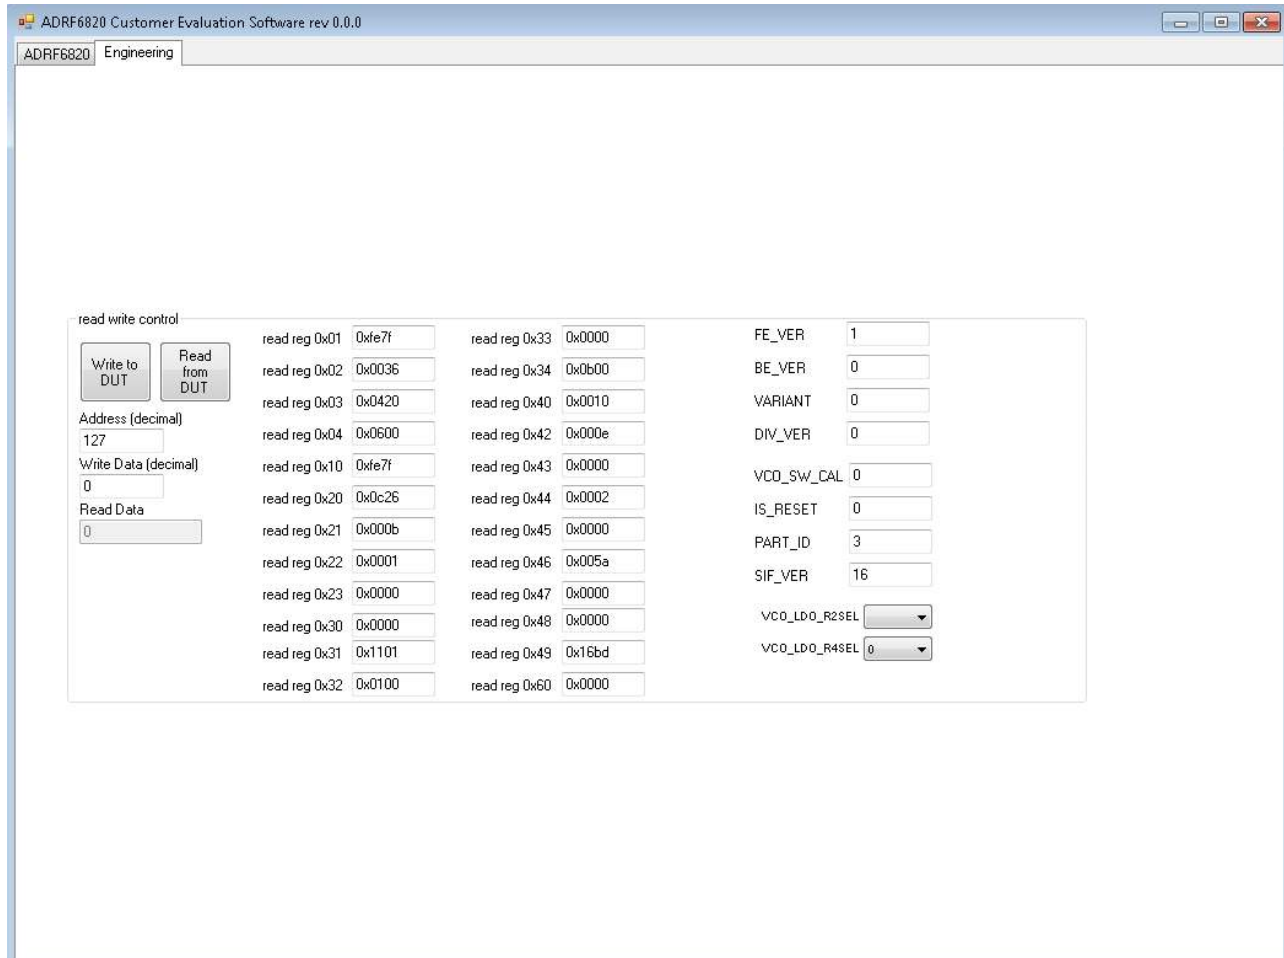 ADRF6820 Customer Evaluation Software rev 0.0.0
ADRF6820 Engineering
read write control
Write to
DUT
Read
from
DUT
Address (decimal)
127
Write Data (decimal)
0
Read Data
0
read reg 0x01 0xfe7f
read reg 0x02 0x0036
read reg 0x03 0x0420
read reg 0x04 0x0600
read reg 0x10 0xfe7f
read reg 0x20 0x0c26
read reg 0x21 0x000b
read reg 0x22 0x0001
read reg 0x23 0x0000
read reg 0x30 0x0000
read reg 0x31 0x1101
read reg 0x32 0x0100
read reg 0x33 0x0000
read reg 0x34 0x0b00
read reg 0x40 0x0010
read reg 0x42 0x000e
read reg 0x43 0x0000
read reg 0x44 0x0002
read reg 0x45 0x0000
read reg 0x46 0x005a
read reg 0x47 0x0000
read reg 0x48 0x0000
read reg 0x49 0x16bd
read reg 0x60 0x0000
FE_VER 1
BE_VER 0
VARIANT 0
DIV_VER 0
VCO_SW_CAL 0
IS_RESET 0
PART_ID 3
SIF_VER 16
VCO_LDO_R2SEL
VCO_LDO_R4SEL 0